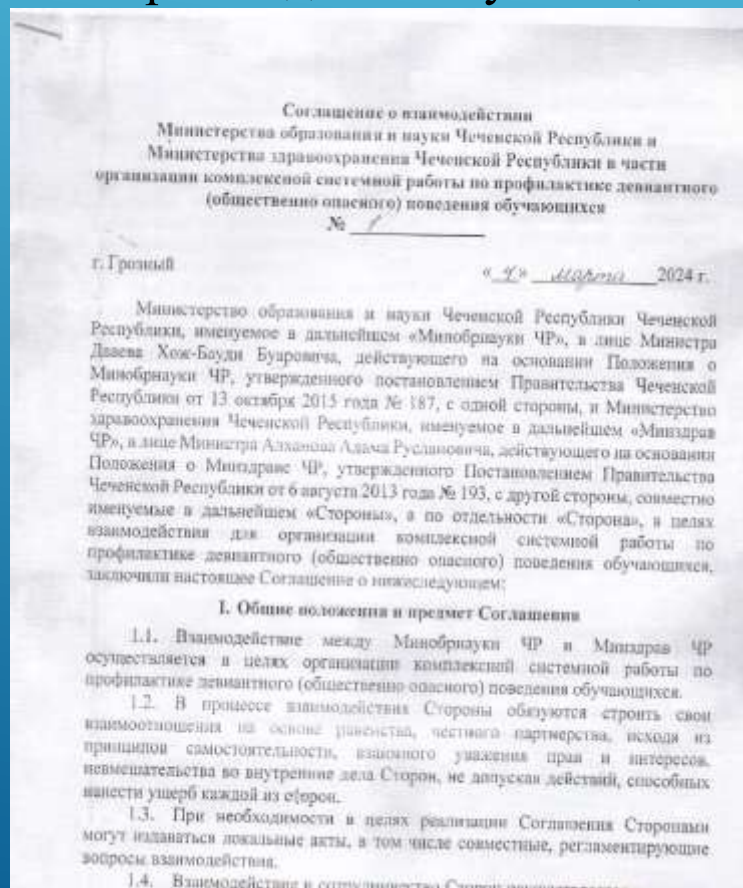 Соглашение о взаимодействии
Министерства образования и науки Чеченской Республики и
Министерства здравоохранения Чеченской Республики в части
организации комплексной системной работы по профилактике девиантного
(общественно опасного) поведения обучающихся
№ 1
г. Грозный « 4 » марта 2024 г.
Министерство образования и науки Чеченской Республики Чеченской
Республики, именуемое в дальнейшем «Минобрнауки ЧР», в лице Министра
Дааева Хож-Бауди Буаровича, действующего на основании Положения о
Минобрнауки ЧР, утвержденного постановлением Правительства Чеченской
Республики от 13 октября 2015 года № 187, с одной стороны, и Министерство
здравоохранения Чеченской Республики, именуемое в дальнейшем «Минздрав
ЧР», в лице Министра Алханова Адама Руслановича, действующего на основании
Положения о Минздраве ЧР, утвержденного Постановлением Правительства
Чеченской Республики от 6 августа 2013 года № 193, с другой стороны, совместно
именуемые в дальнейшем «Стороны», а по отдельности «Сторона», в целях
взаимодействия для организации комплексной системной работы по
профилактике девиантного (общественно опасного) поведения обучающихся,
заключили настоящее Соглашение о нижеследующем:
I. Общие положения и предмет Соглашения
1.1. Взаимодействие между Минобрнауки ЧР и Минздрав ЧР
осуществляется в целях организации комплексной системной работы по
профилактике девиантного (общественно опасного) поведения обучающихся.
1.2. В процессе взаимодействия Стороны обязуются строить свои
взаимоотношения на основе равенства, честного партнерства, исходя из
принципов самостоятельности, взаимного уважения прав и интересов,
невмешательства во внутренние дела Сторон, не допуская действий, способных
нанести ущерб каждой из сторон.
1.3. При необходимости в целях реализации Соглашения Сторонами
могут издаваться локальные акты, в том числе совместные, регламентирующие
вопросы взаимодействия.
1.4. Взаимодействие и сотрудничество Сторон